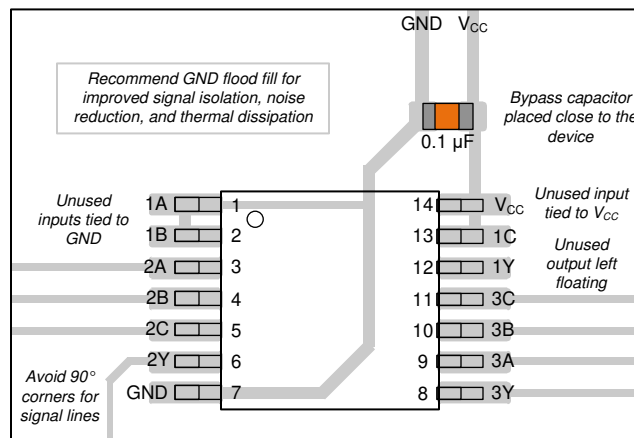 GND V_CC
Recommend GND flood fill for
improved signal isolation, noise
reduction, and thermal dissipation
Bypass capacitor
placed close to the
device
0.1 µF
Unused
inputs tied to
GND
Unused input
tied to V_CC
Unused
output left
floating
Avoid 90°
corners for
signal lines
1A 1 14 V_CC
1B 2 13 1C
2A 3 12 1Y
2B 4 11 3C
2C 5 10 3B
2Y 6 9 3A
GND 7 8 3Y